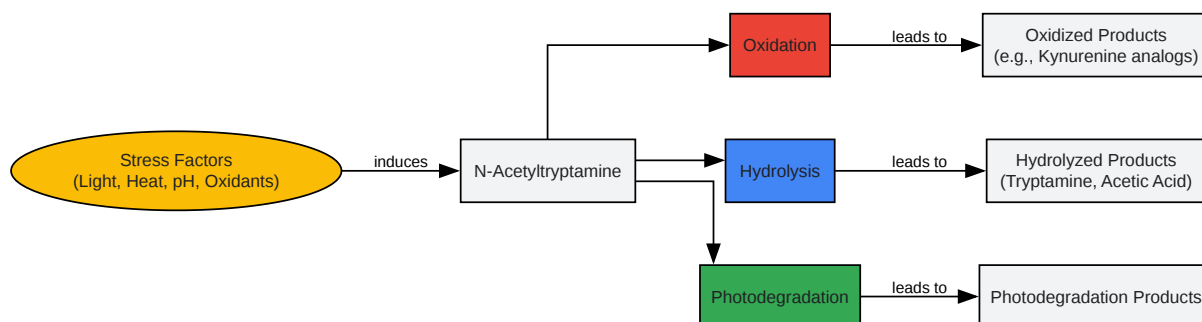 Stress Factors
(Light, Heat, pH, Oxidants)
induces
N-Acetyltryptamine
Oxidation
leads to
Oxidized Products
(e.g., Kynurenine analogs)
Hydrolysis
leads to
Hydrolyzed Products
(Tryptamine, Acetic Acid)
Photodegradation
leads to
Photodegradation Products